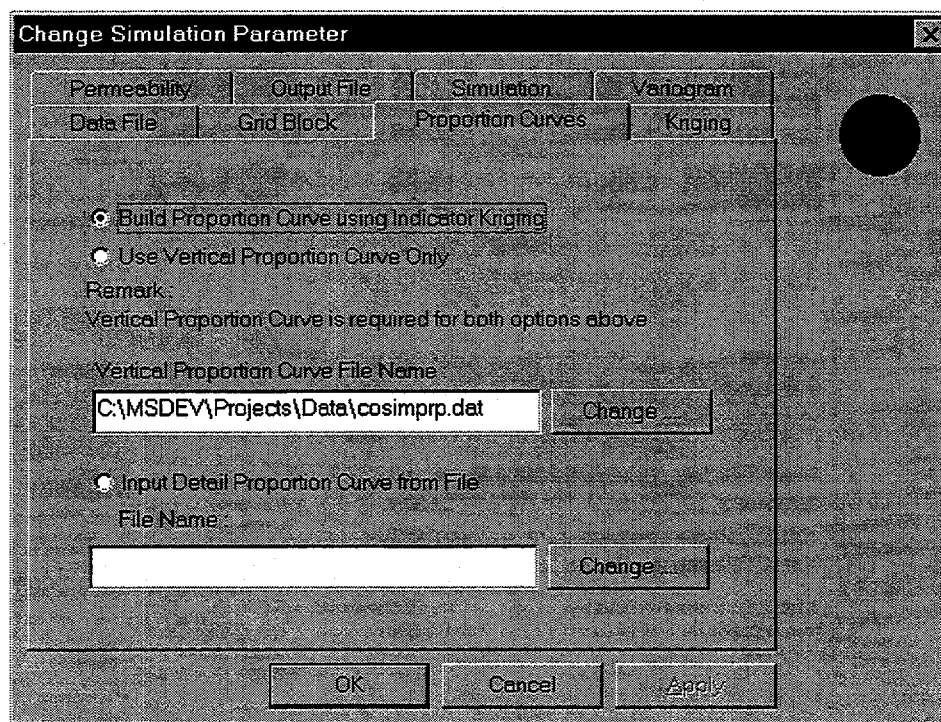 Change Simulation Parameter
Permeability Output File Simulation Variogram
Data File Grid Block Proportion Curves Kriging
Build Proportion Curve using Indicator Kriging
Use Vertical Proportion Curve Only
Remark :
Vertical Proportion Curve is required for both options above
Vertical Proportion Curve File Name :
C:\MSDEV\Projects\Data\cosimprp.dat
Change ...
Input Detail Proportion Curve from File
File Name :
Change ...
OK Cancel Apply